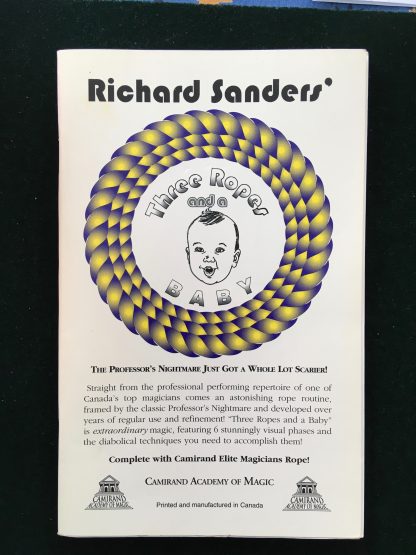 Richard Sanders'
Three Ropes
and a
BABY
THE PROFESSOR'S NIGHTMARE JUST GOT A WHOLE LOT SCARIER!
Straight from the professional performing repertoire of one of
Canada's top magicians comes an astonishing rope routine,
framed by the classic Professor's Nightmare and developed over
years of regular use and refinement! "Three Ropes and a Baby"
is extraordinary magic, featuring 6 stunningly visual phases and
the diabolical techniques you need to accomplish them!
Complete with Camirand Elite Magicians Rope!
CAMIRAND ACADEMY OF MAGIC
CAMIRAND
ACADEMY OF MAGIC
Printed and manufactured in Canada
CAMIRAND
ACADEMY OF MAGIC